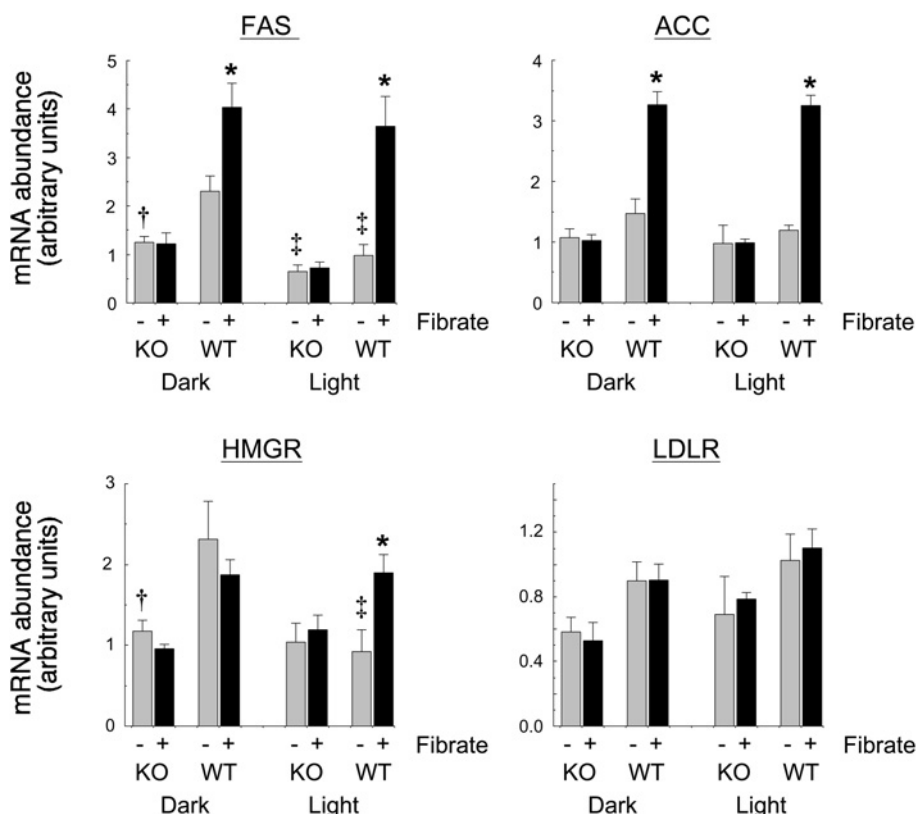 FAS
mRNA abundance
(arbitrary units)
5
4
3
2
1
0
†
*
‡
‡
*
- + - + - + - + Fibrate
KO WT KO WT
Dark Light
ACC
4
3
2
1
0
*
*
- + - + - + - + Fibrate
KO WT KO WT
Dark Light
HMGR
mRNA abundance
(arbitrary units)
3
2
1
0
†
‡
*
- + - + - + - + Fibrate
KO WT KO WT
Dark Light
LDLR
1.2
0.8
0.6
0.4
0.0
- + - + - + - + Fibrate
KO WT KO WT
Dark Light